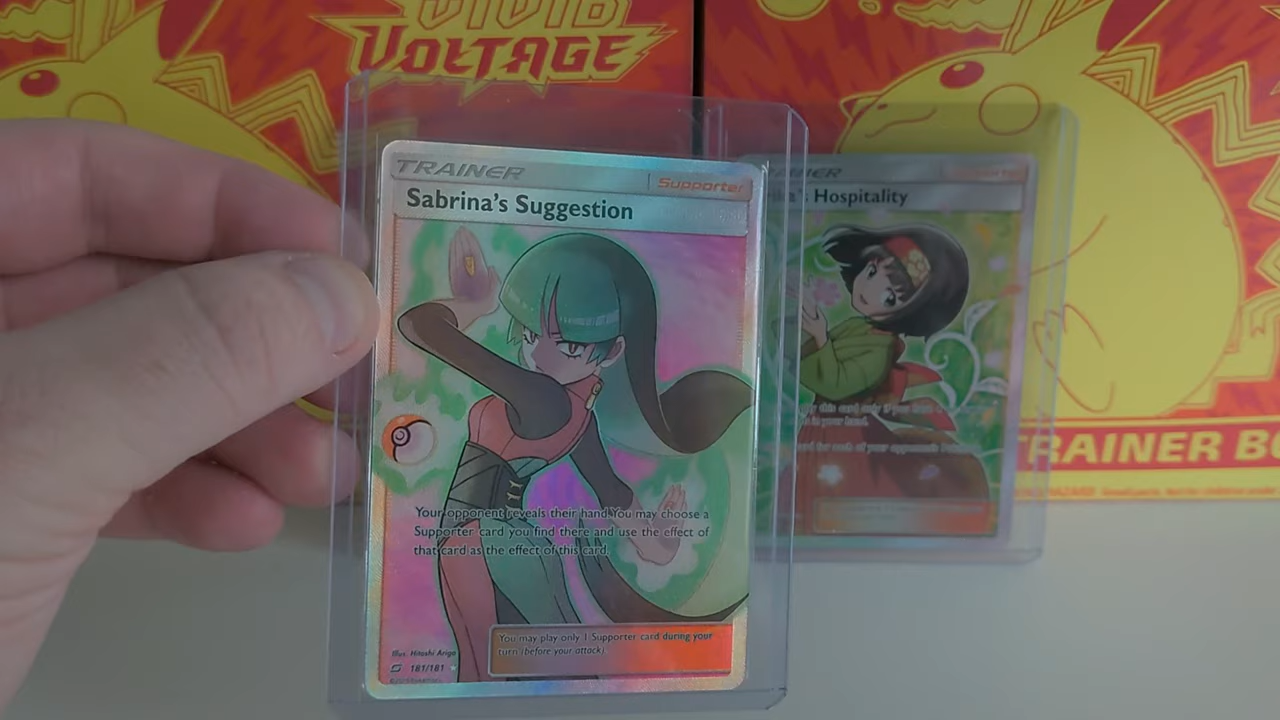 VIVID
VOLTAGE
TRAINER
Supporter
Sabrina's Suggestion
Hospitality
Your opponent reveals their hand. You may choose a
Supporter card you find there and use the effect of
that card as the effect of this card.
You may play only 1 Supporter card during your
turn (before your attack).
Illus. Hitoshi Ariga
181/181
TRAINER BO